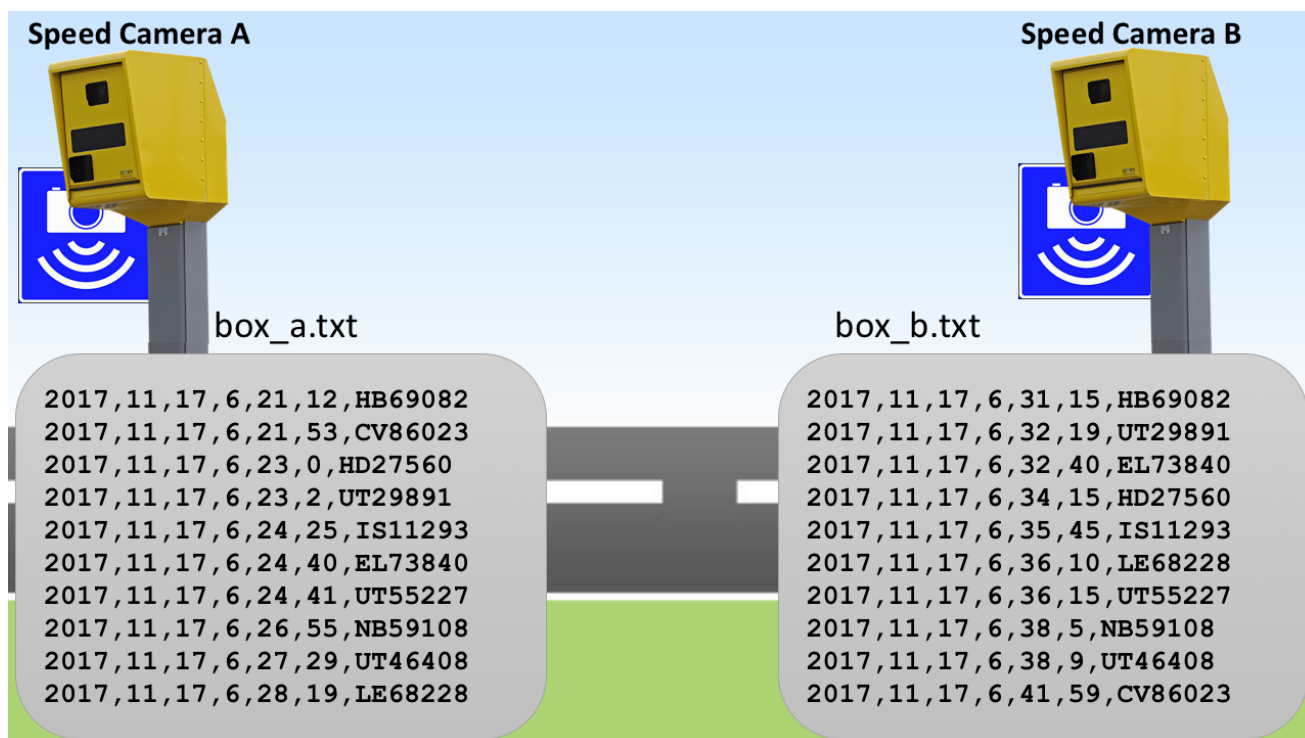 Speed Camera A
Speed Camera B
box_a.txt
2017,11,17,6,21,12,HB69082
2017,11,17,6,21,53,CV86023
2017,11,17,6,23,0,HD27560
2017,11,17,6,23,2,UT29891
2017,11,17,6,24,25,IS11293
2017,11,17,6,24,40,EL73840
2017,11,17,6,24,41,UT55227
2017,11,17,6,26,55,NB59108
2017,11,17,6,27,29,UT46408
2017,11,17,6,28,19,LE68228
box_b.txt
2017,11,17,6,31,15,HB69082
2017,11,17,6,32,19,UT29891
2017,11,17,6,32,40,EL73840
2017,11,17,6,34,15,HD27560
2017,11,17,6,35,45,IS11293
2017,11,17,6,36,10,LE68228
2017,11,17,6,36,15,UT55227
2017,11,17,6,38,5,NB59108
2017,11,17,6,38,9,UT46408
2017,11,17,6,41,59,CV86023